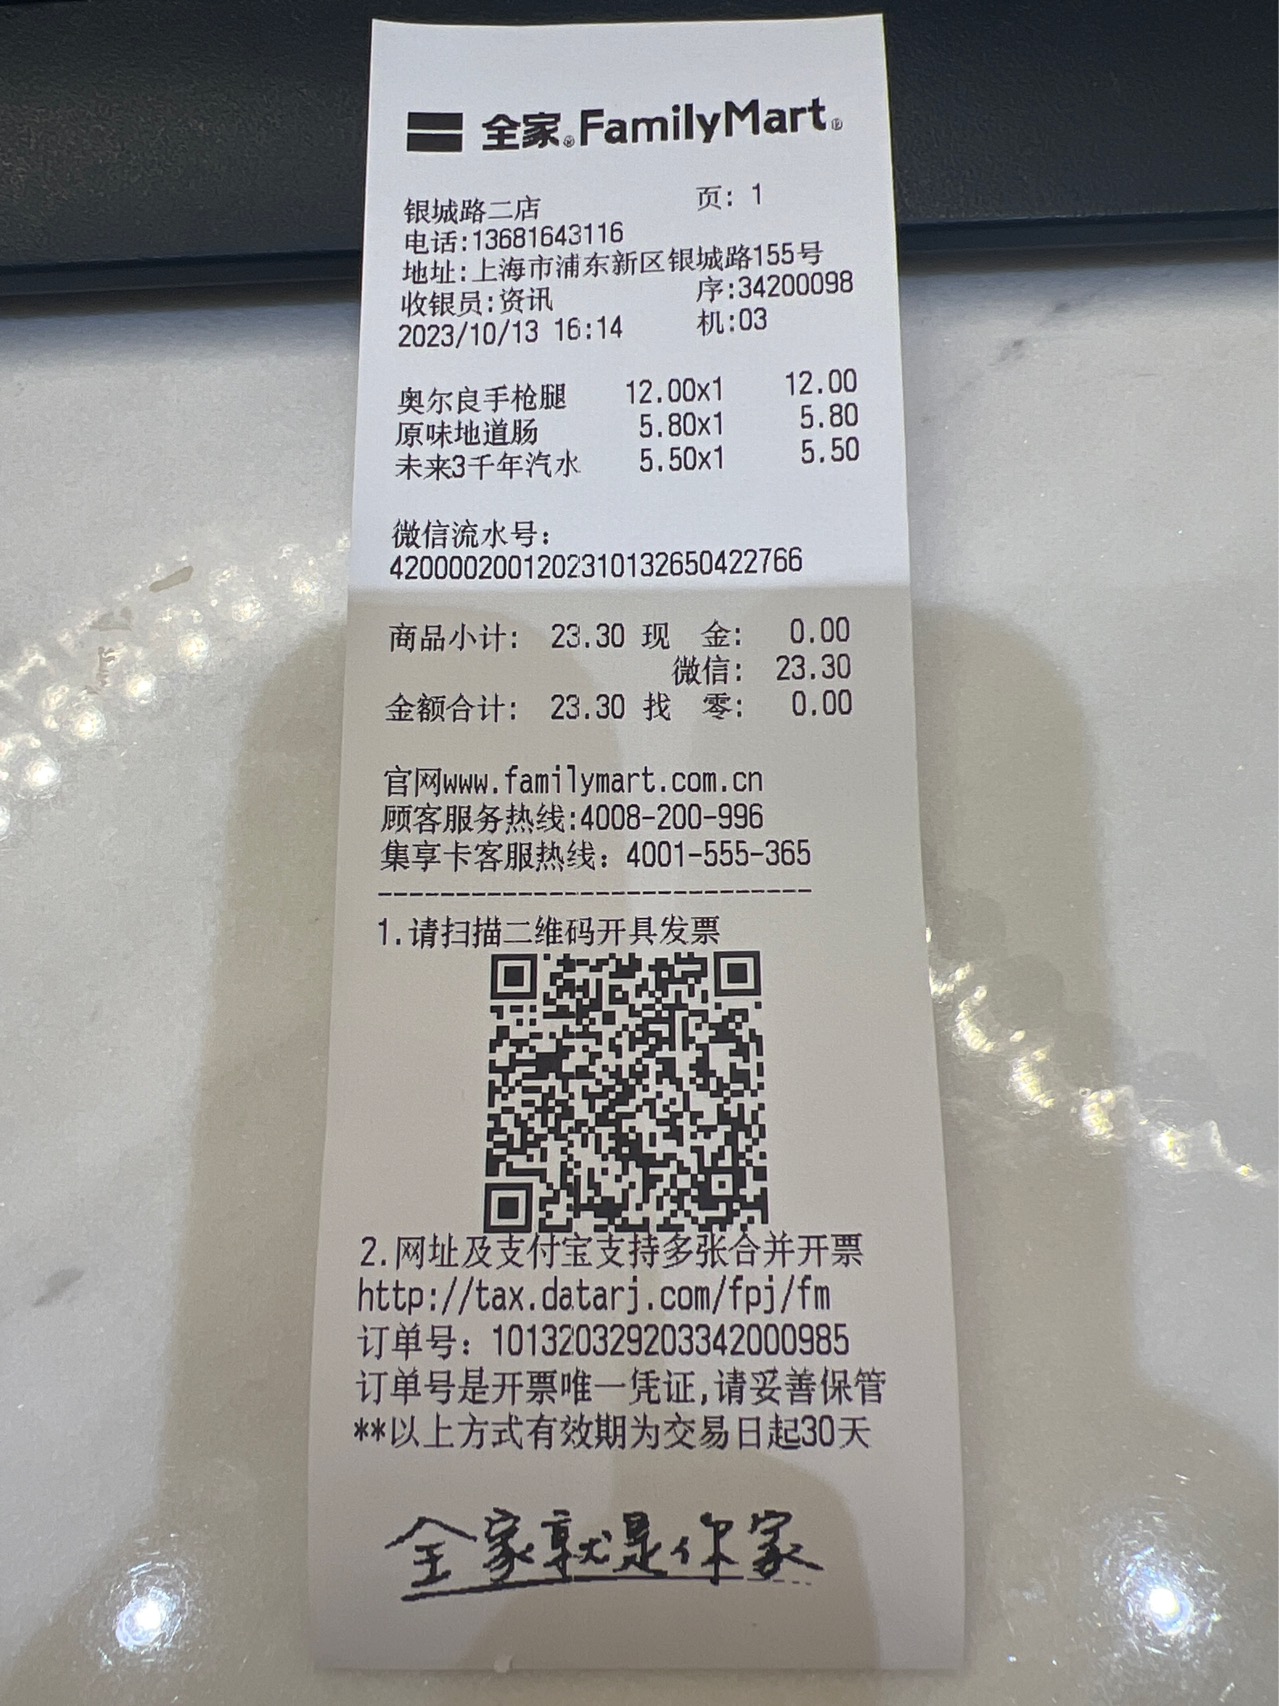 全家® FamilyMart®
银城路二店 页: 1
电话:13681643116
地址:上海市浦东新区银城路155号
收银员:资讯 序:34200098
2023/10/13 16:14 机:03
奥尔良手枪腿 12.00x1 12.00
原味地道肠 5.80x1 5.80
未来3千年汽水 5.50x1 5.50
微信流水号:
4200002001202310132650422766
商品小计: 23.30 现 金: 0.00
微信: 23.30
金额合计: 23.30 找 零: 0.00
官网www.familymart.com.cn
顾客服务热线:4008-200-996
集享卡客服热线: 4001-555-365
----------------------------
1.请扫描二维码开具发票
2.网址及支付宝支持多张合并开票
http://tax.datarj.com/fpj/fm
订单号: 1013203292033342000985
订单号是开票唯一凭证,请妥善保管
**以上方式有效期为交易日起30天
全家就是你家